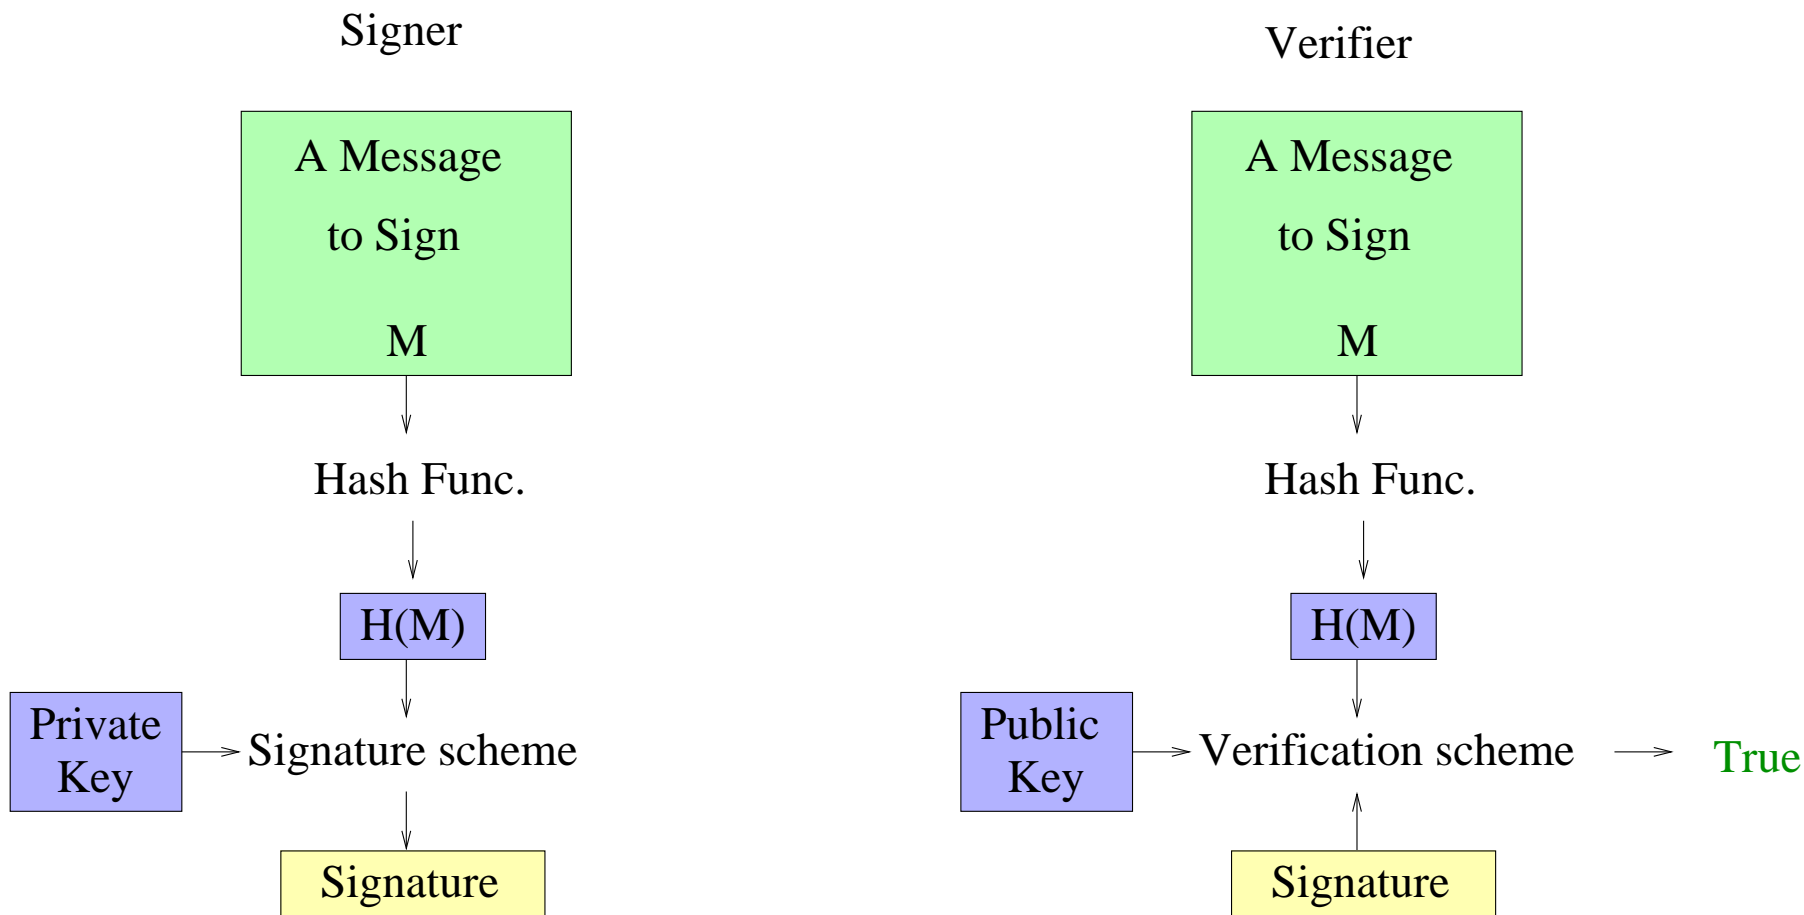 Signer
A Message
to Sign
M
Hash Func.
H(M)
Private
Key
Signature scheme
Signature
Verifier
A Message
to Sign
M
Hash Func.
H(M)
Public
Key
Verification scheme
True
Signature